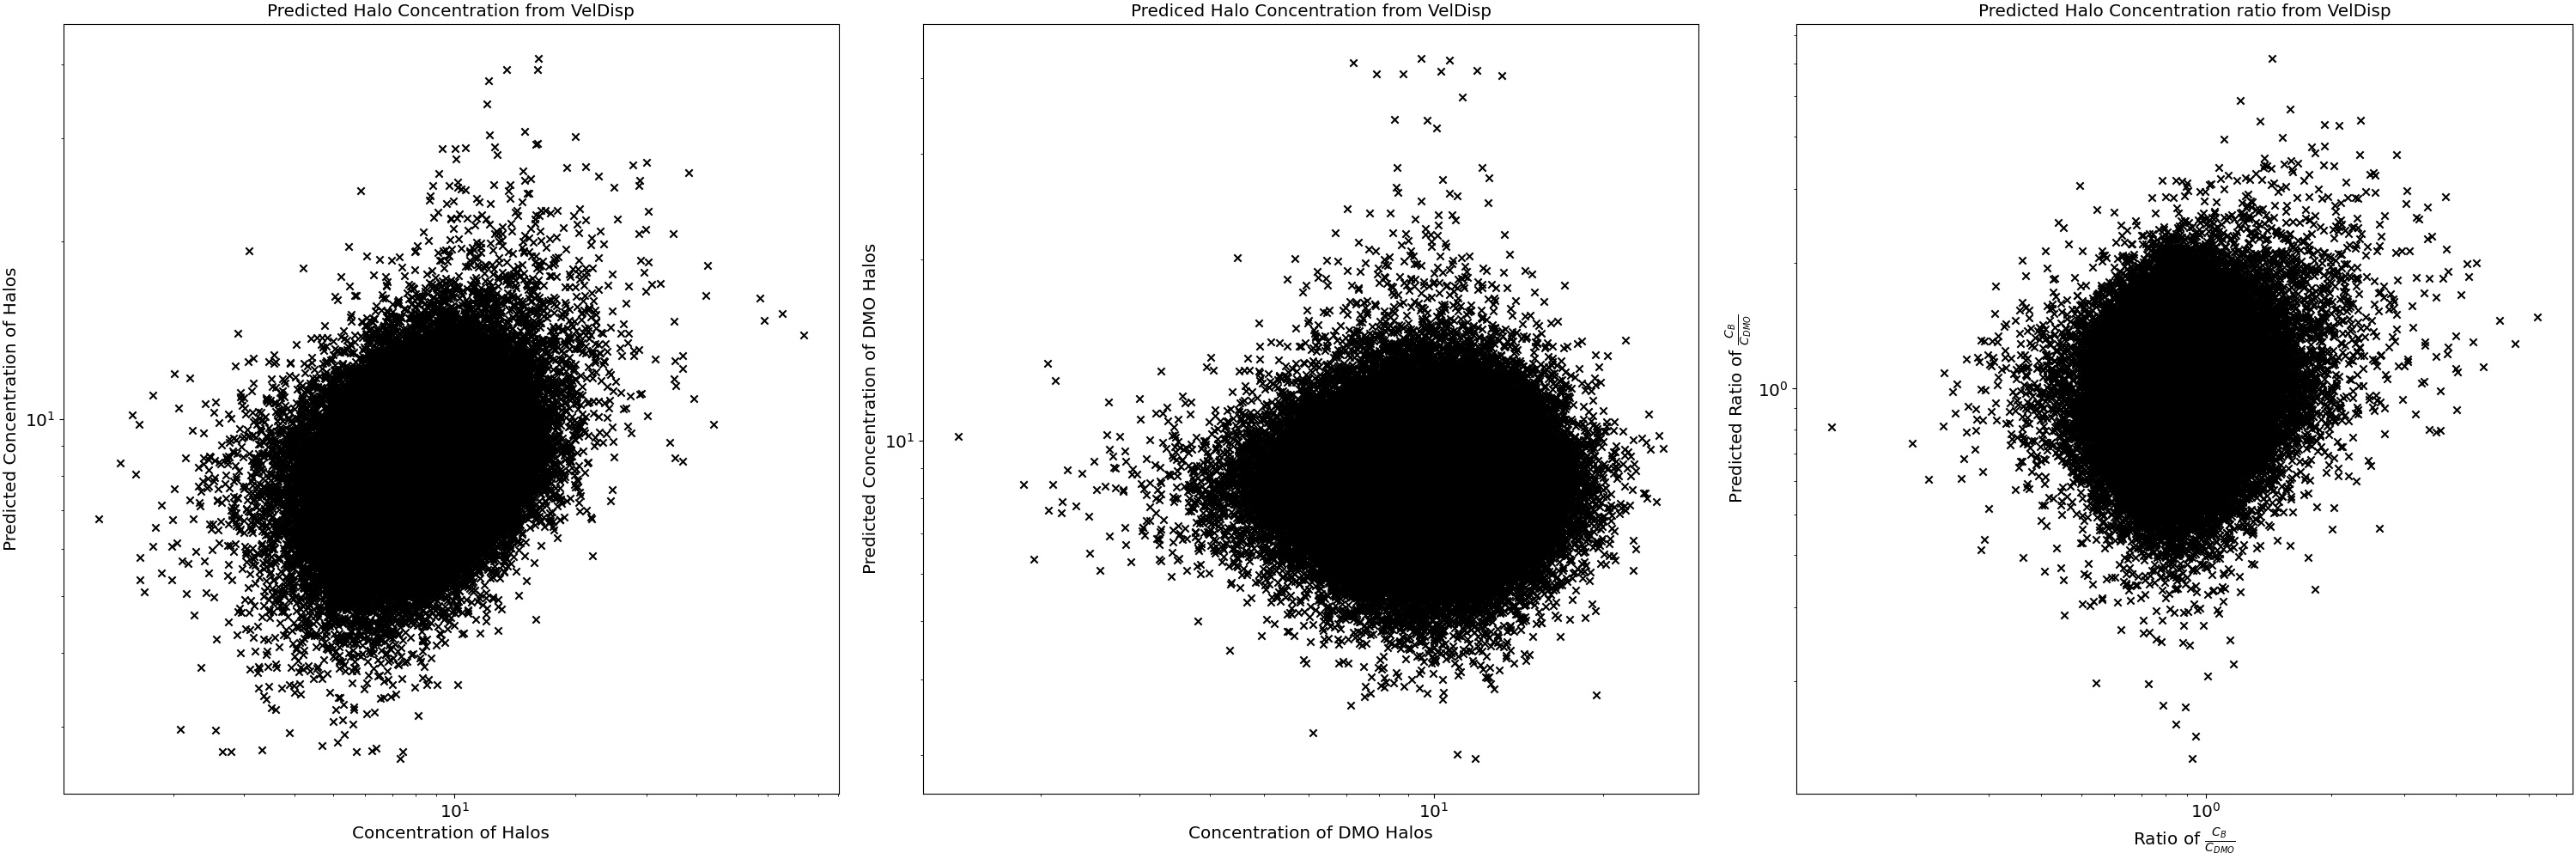 Predicted Halo Concentration from VelDisp
Predicted Concentration of Halos
10¹
10¹
Concentration of Halos
Prediced Halo Concentration from VelDisp
Predicted Concentration of DMO Halos
10¹
10¹
Concentration of DMO Halos
Predicted Halo Concentration ratio from VelDisp
Predicted Ratio of C_B/C_DMO
10⁰
10⁰
Ratio of C_B/C_DMO